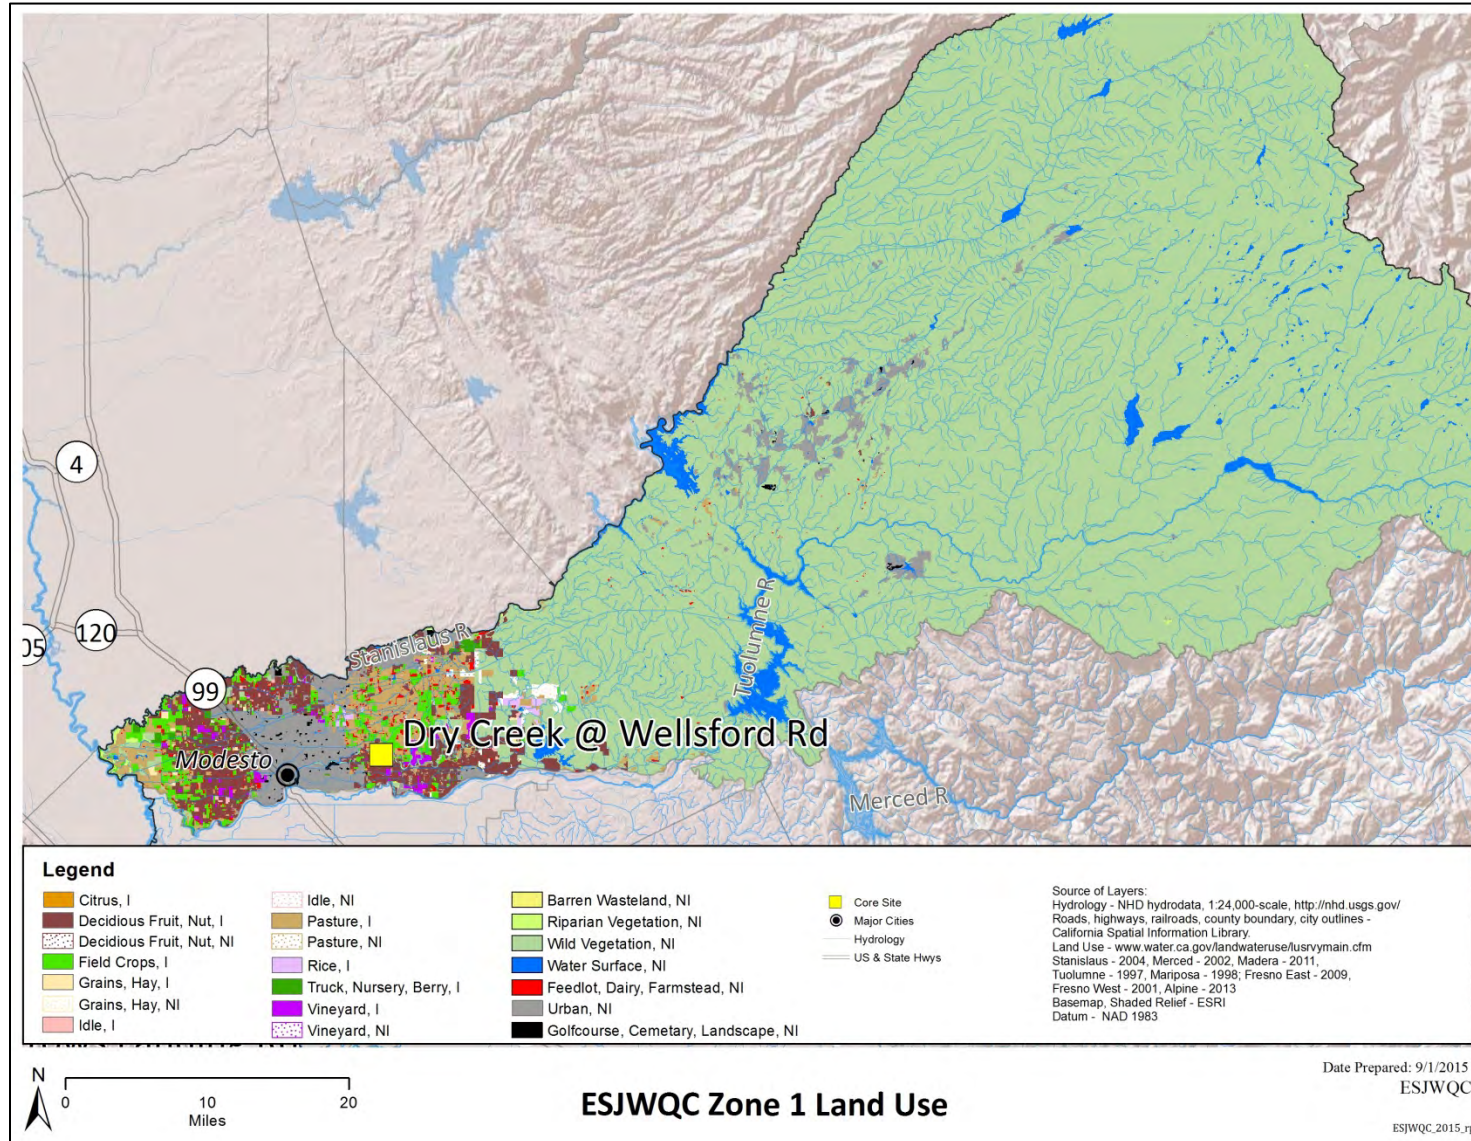 4
120
05
99
Stanislaus R
Tuolumne R
Dry Creek @ Wellsford Rd
Modesto
Merced R
Legend
Citrus, I
Decidious Fruit, Nut, I
Decidious Fruit, Nut, NI
Field Crops, I
Grains, Hay, I
Grains, Hay, NI
Idle, I
Idle, NI
Pasture, I
Pasture, NI
Rice, I
Truck, Nursery, Berry, I
Vineyard, I
Vineyard, NI
Barren Wasteland, NI
Riparian Vegetation, NI
Wild Vegetation, NI
Water Surface, NI
Feedlot, Dairy, Farmstead, NI
Urban, NI
Golfcourse, Cemetary, Landscape, NI
Core Site
Major Cities
Hydrology
US & State Hwys
Source of Layers:
Hydrology - NHD hydrodata, 1:24,000-scale, http://nhd.usgs.gov/
Roads, highways, railroads, county boundary, city outlines -
California Spatial Information Library.
Land Use - www.water.ca.gov/landwateruse/lusrvymain.cfm
Stanislaus - 2004, Merced - 2002, Madera - 2011,
Tuolumne - 1997, Mariposa - 1998; Fresno East - 2009,
Fresno West - 2001, Alpine - 2013
Basemap, Shaded Relief - ESRI
Datum - NAD 1983
N
0 10 20
Miles
ESJWQC Zone 1 Land Use
Date Prepared: 9/1/2015
ESJWQC
ESJWQC_2015_rp